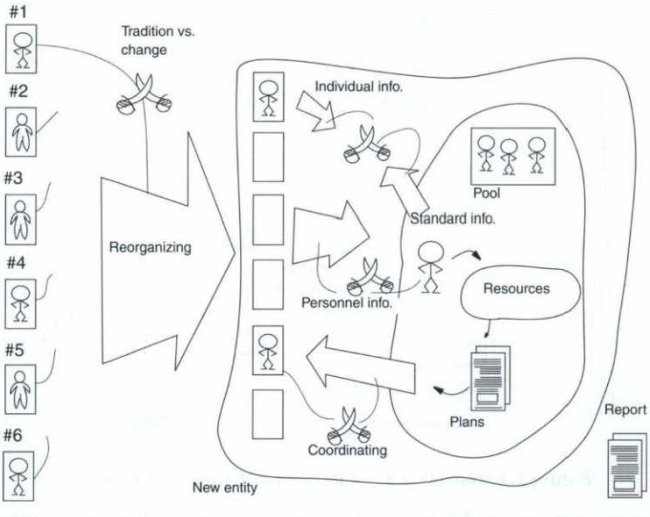 #1
Tradition vs.
change
#2
#3
#4
#5
#6
Reorganizing
Individual info.
Pool
Standard info.
Personnel info.
Resources
Plans
Coordinating
New entity
Report